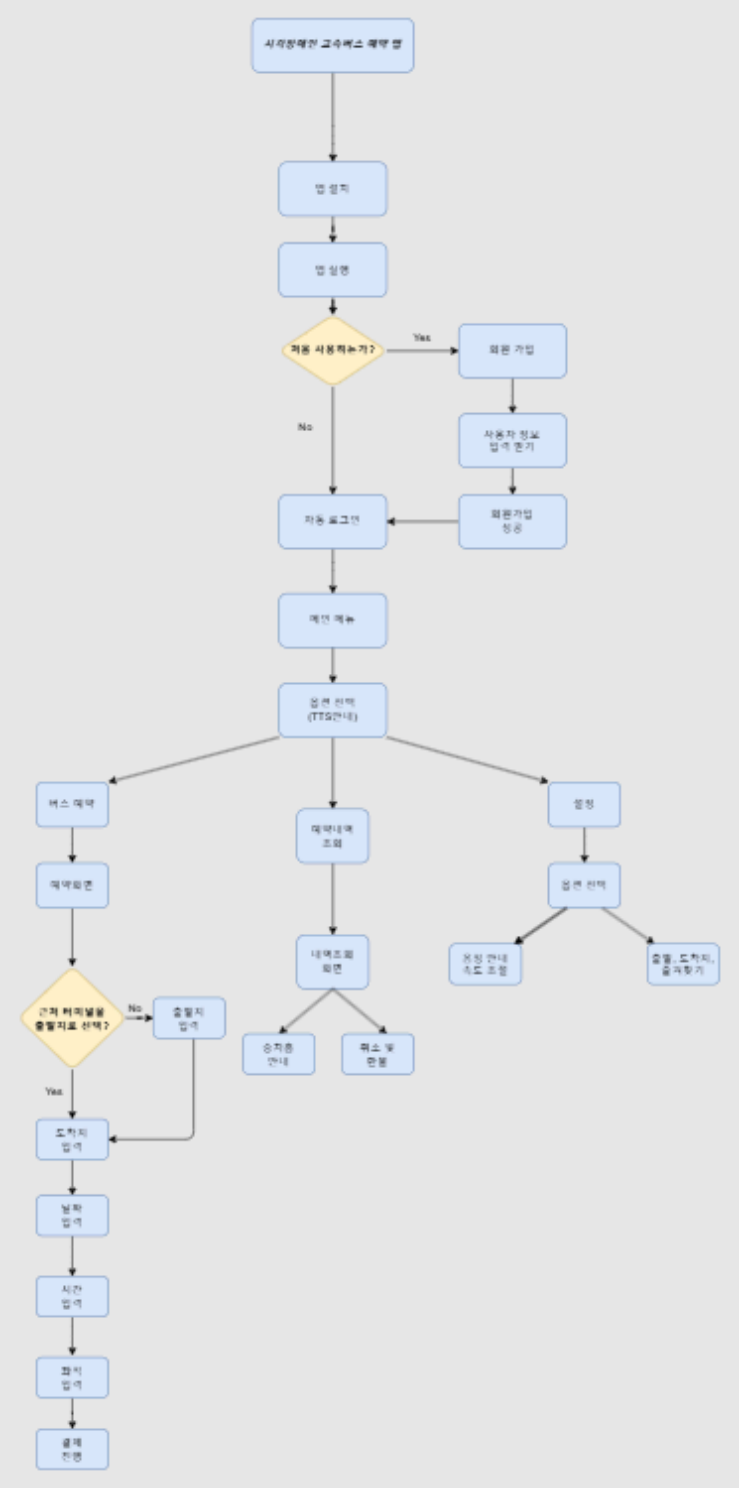 시각장애인 고속버스 예약 앱
앱 설치
앱 실행
처음 사용하는가?
Yes
회원 가입
No
사용자 정보
입력 받기
자동 로그인
회원가입
성공
메인 메뉴
옵션 선택
(TTS안내)
버스 예약
예약내역
조회
설정
예약화면
옵션 선택
내역조회
화면
음성 안내
속도 조절
출발, 도착지,
즐겨찾기
근처 터미널을
출발지로 선택?
No
출발지
입력
승차홈
안내
취소 및
환불
Yes
도착지
입력
날짜
입력
시간
입력
좌석
입력
결제
진행